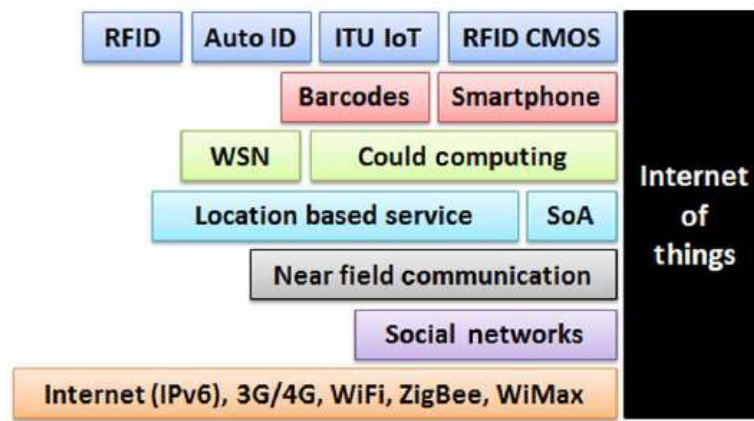 RFID Auto ID ITU IoT RFID CMOS
Barcodes Smartphone
WSN Could computing
Location based service SoA
Near field communication
Social networks
Internet (IPv6), 3G/4G, WiFi, ZigBee, WiMax
Internet
of
things